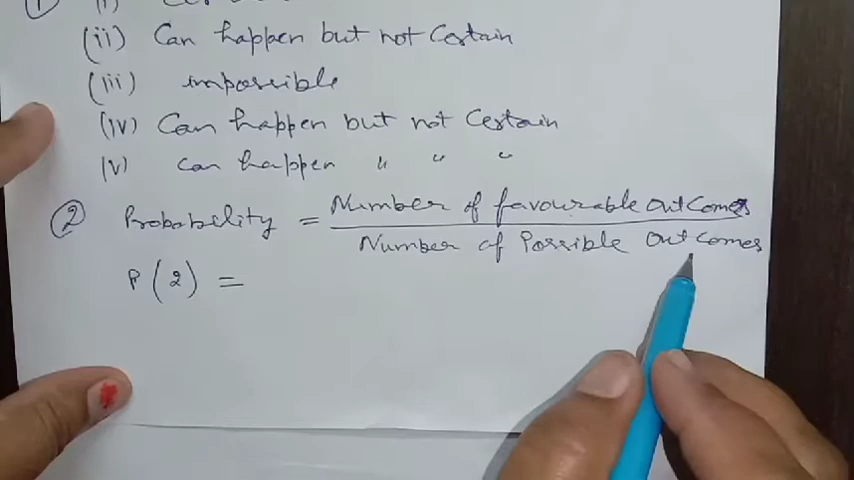 ① (i)
(ii) Can happen but not Certain
(iii) impossible
(iv) Can happen but not Certain
(v) can happen " " "
② Probability = Number of favourable outcomes / Number of Possible outcomes
P (2) =